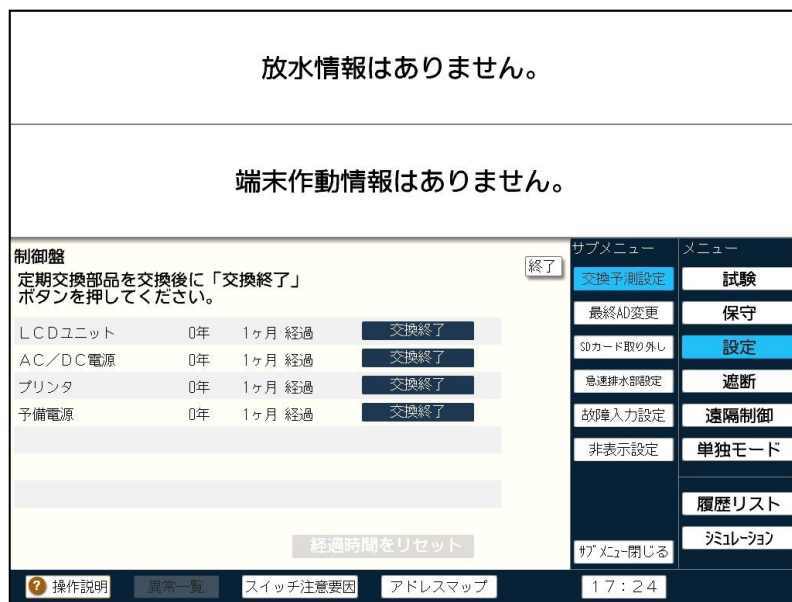 放水情報はありません。
端末作動情報はありません。
制御盤
定期交換部品を交換後に「交換終了」
ボタンを押してください。
終了
LCDユニット 0年 1ヶ月 経過 交換終了
AC/DC電源 0年 1ヶ月 経過 交換終了
プリンタ 0年 1ヶ月 経過 交換終了
予備電源 0年 1ヶ月 経過 交換終了
経過時間をリセット
サブメニュー
交換予測設定
最終AD変更
SDカード取り外し
急速排水部設定
故障入力設定
非表示設定
ｻﾌﾞﾒﾆｭｰ閉じる
メニュー
試験
保守
設定
遮断
遠隔制御
単独モード
履歴リスト
ｼﾐｭﾚｰｼｮﾝ
? 操作説明 異常一覧 スイッチ注意要因 アドレスマップ 17:24